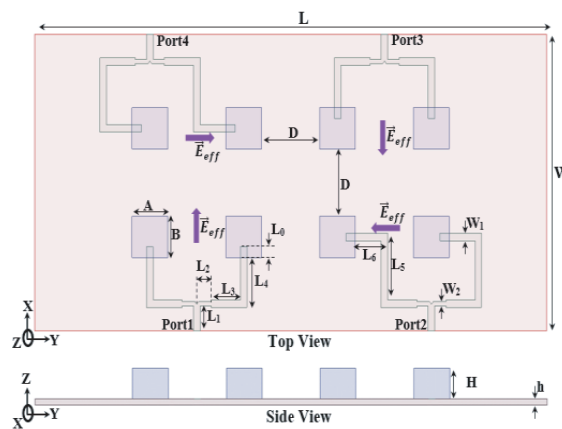 L
Port4
Port3
E⃗eff
D
E⃗eff
W
D
A
B
E⃗eff
L0
L2
L3
L4
L1
E⃗eff
W1
L6
L5
W2
X
Z
Y
Port1
Port2
Top View
Z
X
Y
H
h
Side View